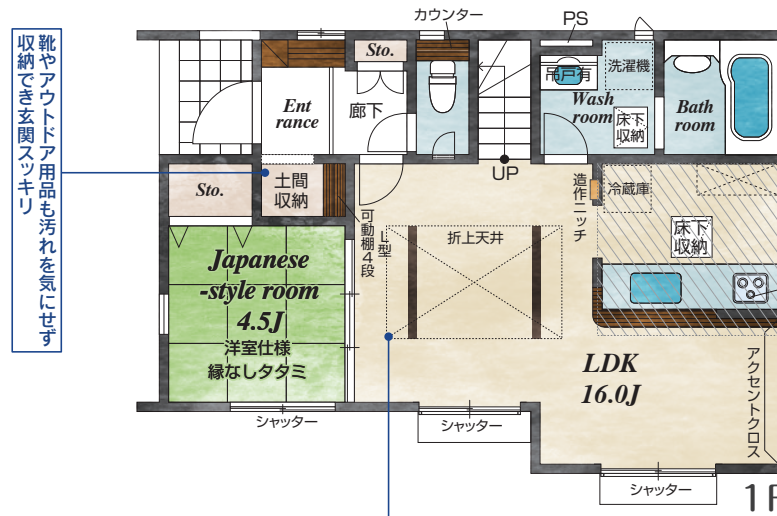 靴やアウトドア用品も汚れを気にせず
収納でき玄関スッキリ
カウンター
PS
Sto.
吊戸有
洗濯機
Ent
rance
廊下
Wash
room
床下
収納
Bath
room
UP
Sto.
土間
収納
可動棚4段
L型
造作ニッチ
冷蔵庫
床下
収納
折上天井
Japanese
-style room
4.5J
洋室仕様
縁なしタタミ
LDK
16.0J
アクセントクロス
シャッター
シャッター
シャッター
1F